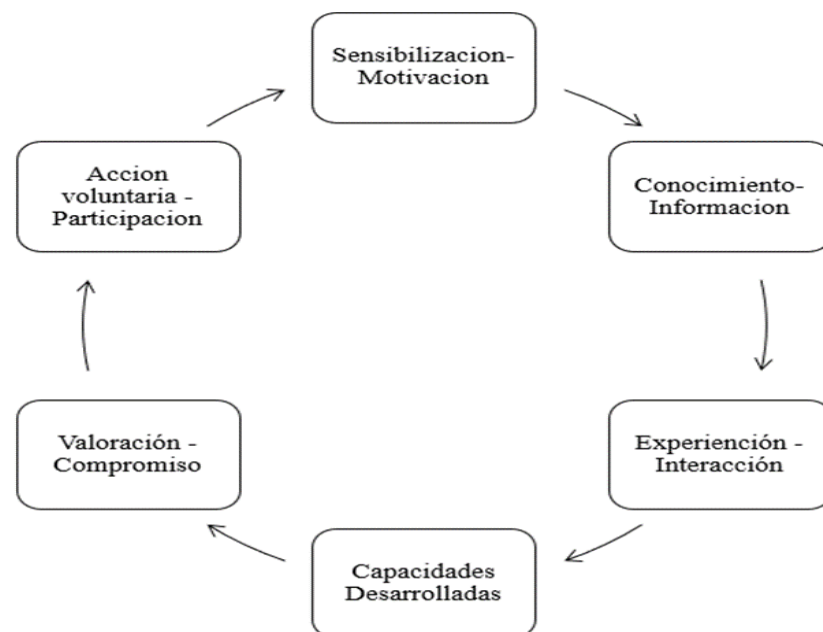 Sensibilizacion-
Motivacion
Conocimiento-
Informacion
Experiención -
Interacción
Capacidades
Desarrolladas
Valoración -
Compromiso
Accion
voluntaria -
Participacion